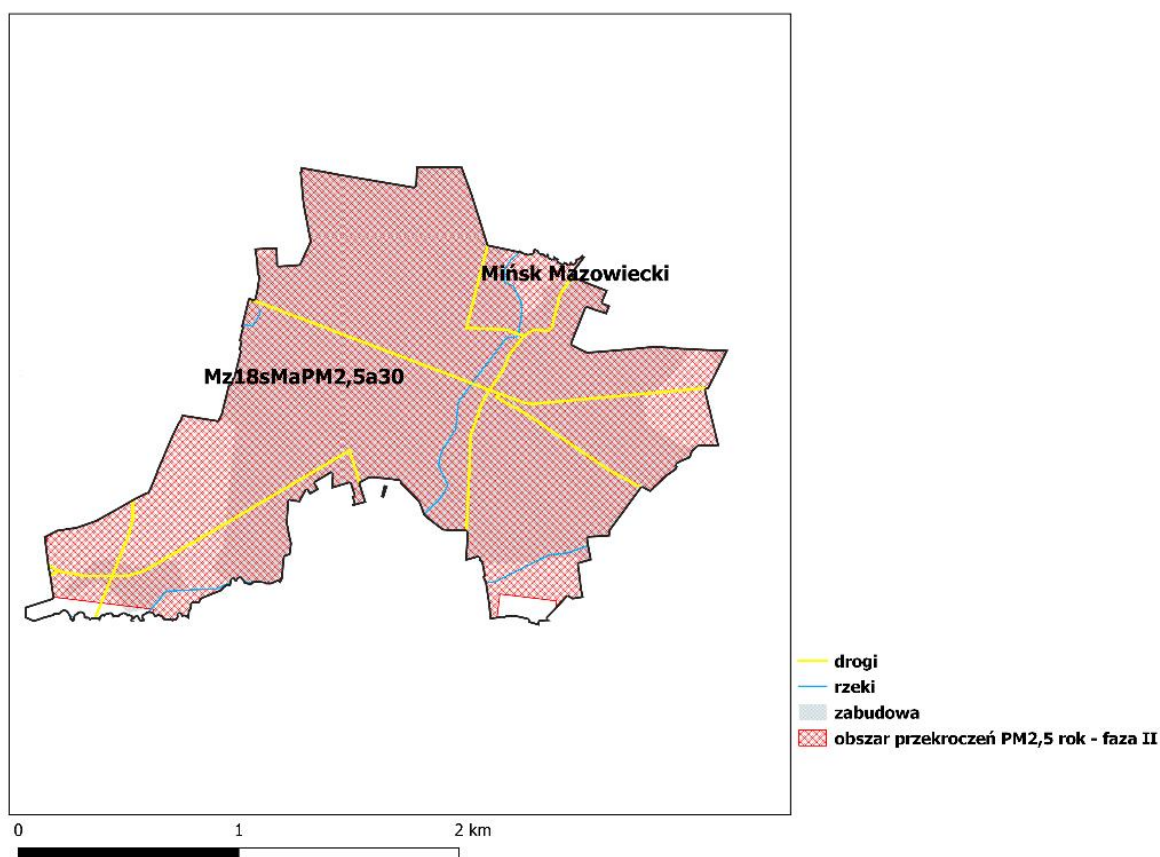 Mińsk Mazowiecki
Mz18sMaPM2,5a30
drogi
rzeki
zabudowa
obszar przekroczeń PM2,5 rok - faza II
0 1 2 km